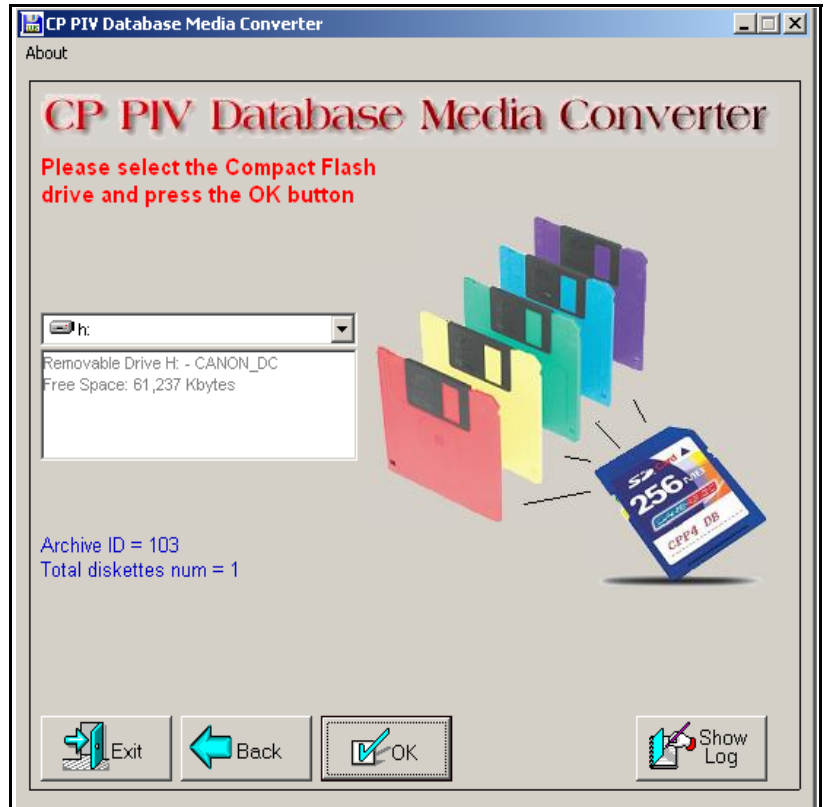 CP PIV Database Media Converter
About
CP PIV Database Media Converter
Please select the Compact Flash
drive and press the OK button
h:
Removable Drive H: - CANON_DC
Free Space: 61,237 Kbytes
SD Card
256 MB
CPP4 DB
Archive ID = 103
Total diskettes num = 1
Exit
Back
OK
Show
Log